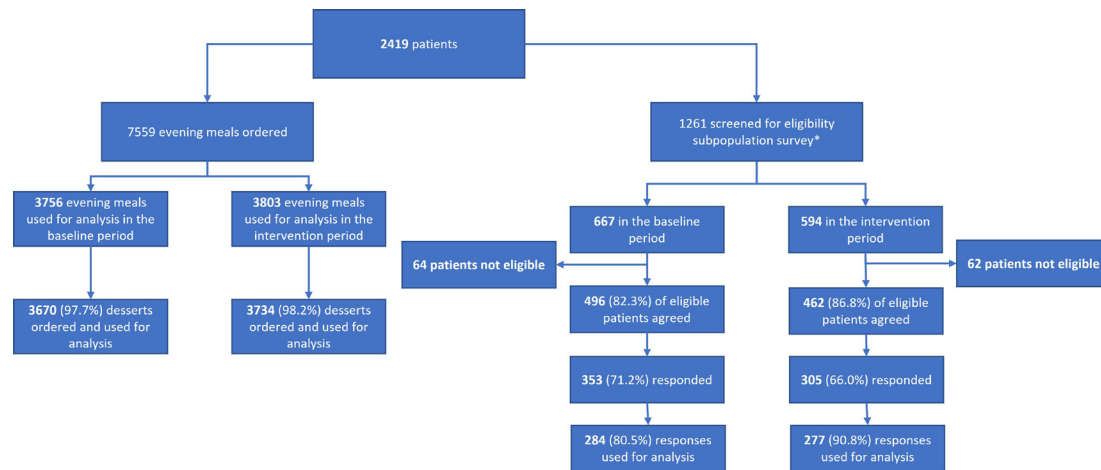 2419 patients
7559 evening meals ordered
1261 screened for eligibility
subpopulation survey*
3756 evening meals
used for analysis in the
baseline period
3803 evening meals
used for analysis in the
intervention period
667 in the baseline
period
594 in the intervention
period
64 patients not eligible
62 patients not eligible
3670 (97.7%) desserts
ordered and used for
analysis
3734 (98.2%) desserts
ordered and used for
analysis
496 (82.3%) of
eligible patients
agreed
462 (86.8%) of
eligible patients
agreed
353 (71.2%) responded
305 (66.0%) responded
284 (80.5%) responses
used for analysis
277 (90.8%) responses
used for analysis